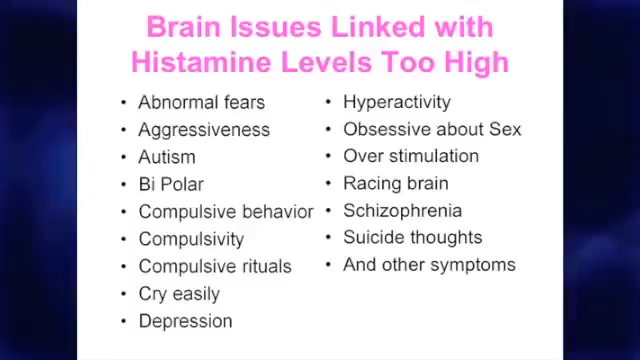 Brain Issues Linked with
Histamine Levels Too High
• Abnormal fears
• Aggressiveness
• Autism
• Bi Polar
• Compulsive behavior
• Compulsivity
• Compulsive rituals
• Cry easily
• Depression
• Hyperactivity
• Obsessive about Sex
• Over stimulation
• Racing brain
• Schizophrenia
• Suicide thoughts
• And other symptoms